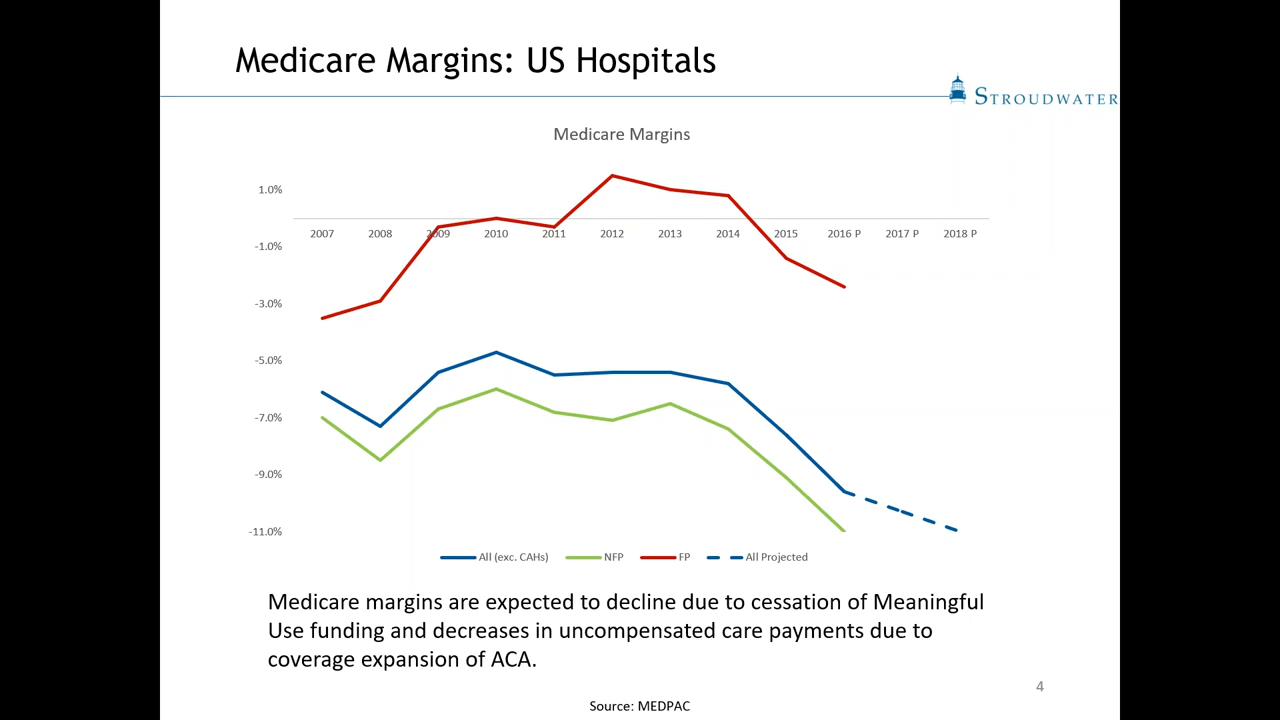 Medicare Margins: US Hospitals
STROUDWATER
Medicare Margins
1.0%
2007 2008 2009 2010 2011 2012 2013 2014 2015 2016 P 2017 P 2018 P
-1.0%
-3.0%
-5.0%
-7.0%
-9.0%
-11.0%
All (exc. CAHs) NFP FP All Projected
Medicare margins are expected to decline due to cessation of Meaningful
Use funding and decreases in uncompensated care payments due to
coverage expansion of ACA.
4
Source: MEDPAC